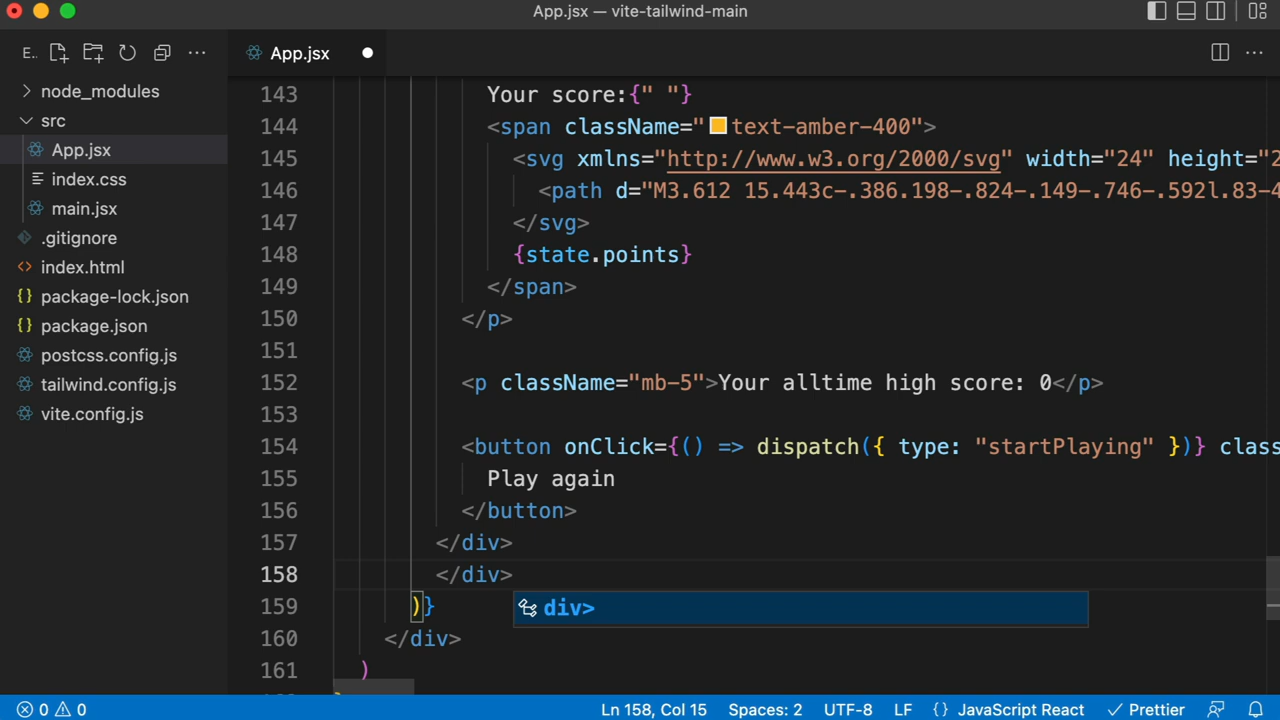 App.jsx — vite-tailwind-main
E..
App.jsx
node_modules
src
App.jsx
index.css
main.jsx
.gitignore
index.html
package-lock.json
package.json
postcss.config.js
tailwind.config.js
vite.config.js
143 Your score:{" "}
144 <span className="text-amber-400">
145 <svg xmlns="http://www.w3.org/2000/svg" width="24" height="2
146 <path d="M3.612 15.443c-.386.198-.824-.149-.746-.592l.83-4
147 </svg>
148 {state.points}
149 </span>
150 </p>
151
152 <p className="mb-5">Your alltime high score: 0</p>
153
154 <button onClick={() => dispatch({ type: "startPlaying" })} class
155 Play again
156 </button>
157 </div>
158 </div>
159 )}
div>
160 </div>
161 )
0 0 Ln 158, Col 15 Spaces: 2 UTF-8 LF {} JavaScript React Prettier